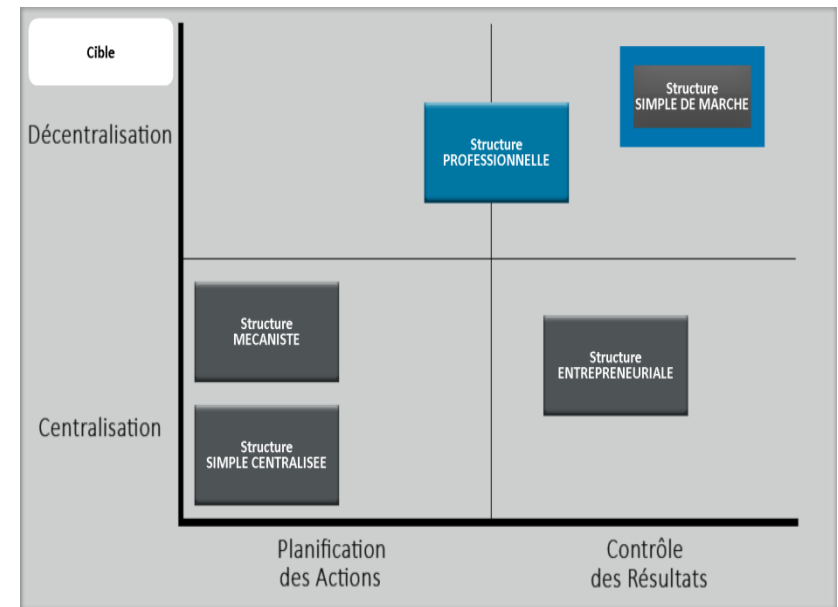 Cible
Décentralisation
Structure
SIMPLE DE MARCHE
Structure
PROFESSIONNELLE
Structure
MECANISTE
Structure
ENTREPRENEURIALE
Centralisation
Structure
SIMPLE CENTRALISEE
Planification
des Actions
Contrôle
des Résultats